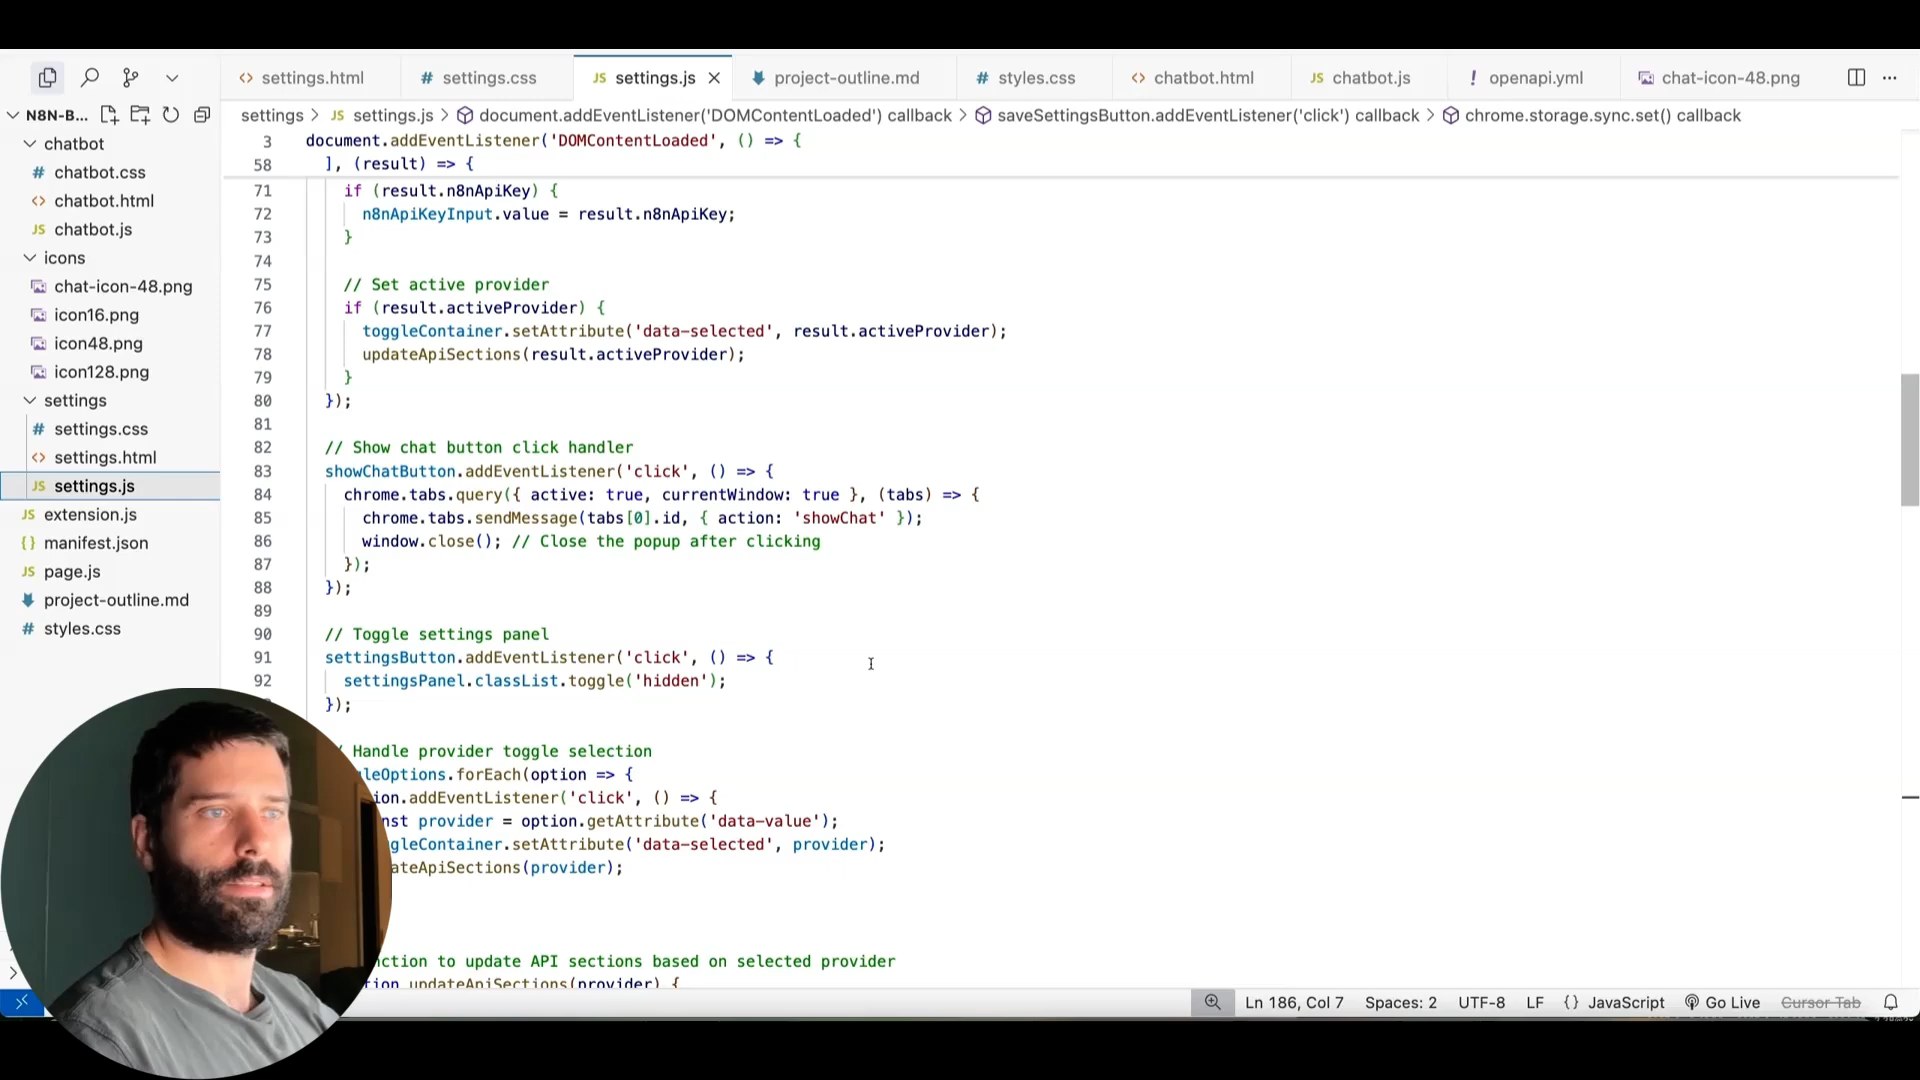 settings.html
settings.css
settings.js
project-outline.md
styles.css
chatbot.html
chatbot.js
openapi.yml
chat-icon-48.png
N8N-B...
settings > settings.js > document.addEventListener('DOMContentLoaded') callback > saveSettingsButton.addEventListener('click') callback > chrome.storage.sync.set() callback
chatbot
chatbot.css
chatbot.html
chatbot.js
icons
chat-icon-48.png
icon16.png
icon48.png
icon128.png
settings
settings.css
settings.html
settings.js
extension.js
manifest.json
page.js
project-outline.md
styles.css
3 document.addEventListener('DOMContentLoaded', () => {
58 ], (result) => {
71 if (result.n8nApiKey) {
72 n8nApiKeyInput.value = result.n8nApiKey;
73 }
74
75 // Set active provider
76 if (result.activeProvider) {
77 toggleContainer.setAttribute('data-selected', result.activeProvider);
78 updateApiSections(result.activeProvider);
79 }
80 });
81
82 // Show chat button click handler
83 showChatButton.addEventListener('click', () => {
84 chrome.tabs.query({ active: true, currentWindow: true }, (tabs) => {
85 chrome.tabs.sendMessage(tabs[0].id, { action: 'showChat' });
86 window.close(); // Close the popup after clicking
87 });
88 });
89
90 // Toggle settings panel
91 settingsButton.addEventListener('click', () => {
92 settingsPanel.classList.toggle('hidden');
});
Handle provider toggle selection
leOptions.forEach(option => {
ion.addEventListener('click', () => {
nst provider = option.getAttribute('data-value');
gleContainer.setAttribute('data-selected', provider);
ateApiSections(provider);
ction to update API sections based on selected provider
tion updateApiSections(provider) {
Ln 186, Col 7 Spaces: 2 UTF-8 LF {} JavaScript Go Live Cursor Tab